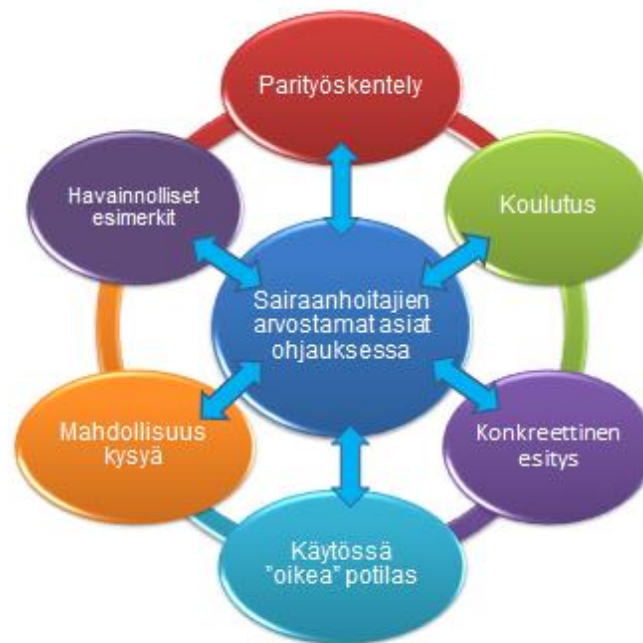 Parityöskentely
Havainnolliset
esimerkit
Koulutus
Sairaanhoitajien
arvostamat asiat
ohjauksessa
Mahdollisuus
kysyä
Konkreettinen
esitys
Käytössä
"oikea" potilas